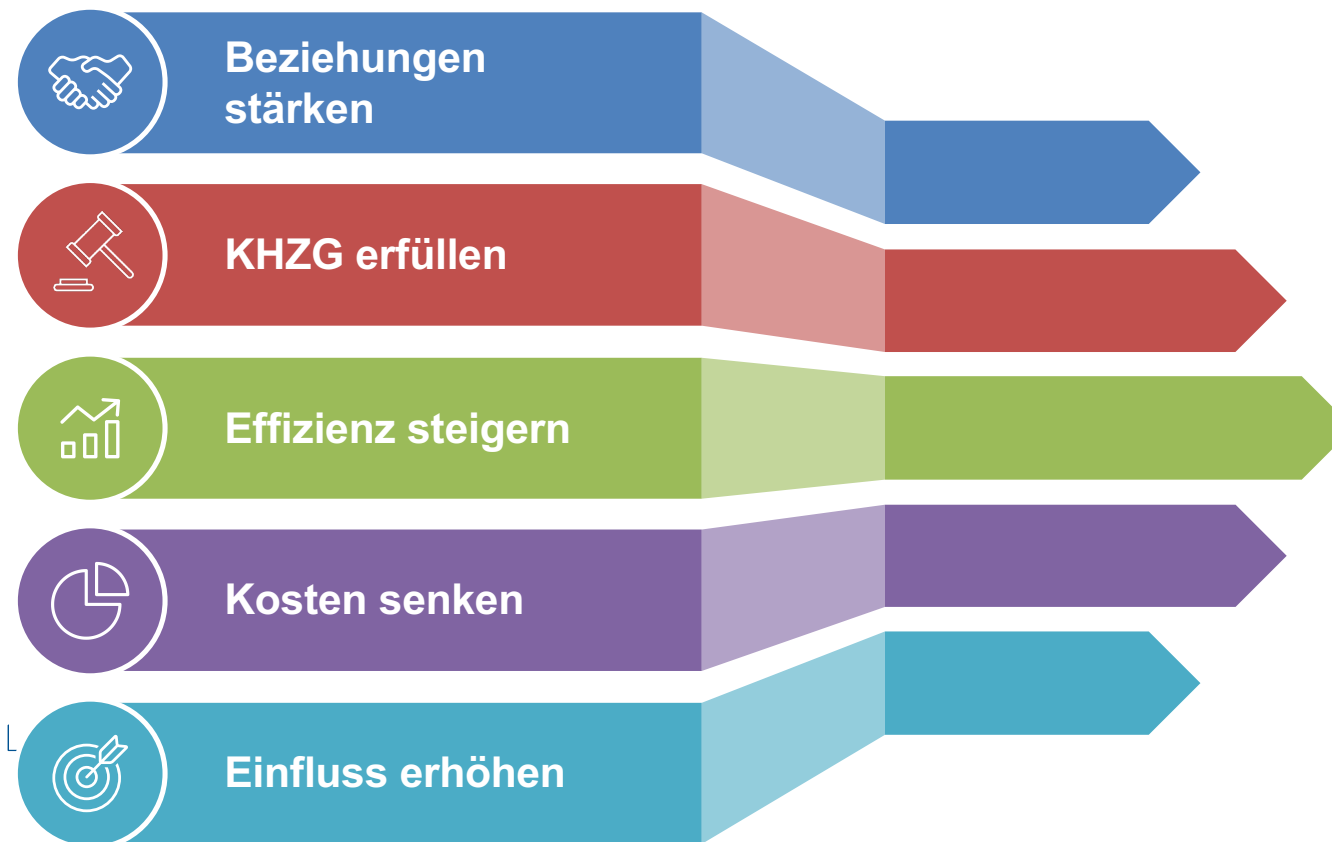 Beziehungen
stärken
KHZG erfüllen
Effizienz steigern
Kosten senken
L
Einfluss erhöhen